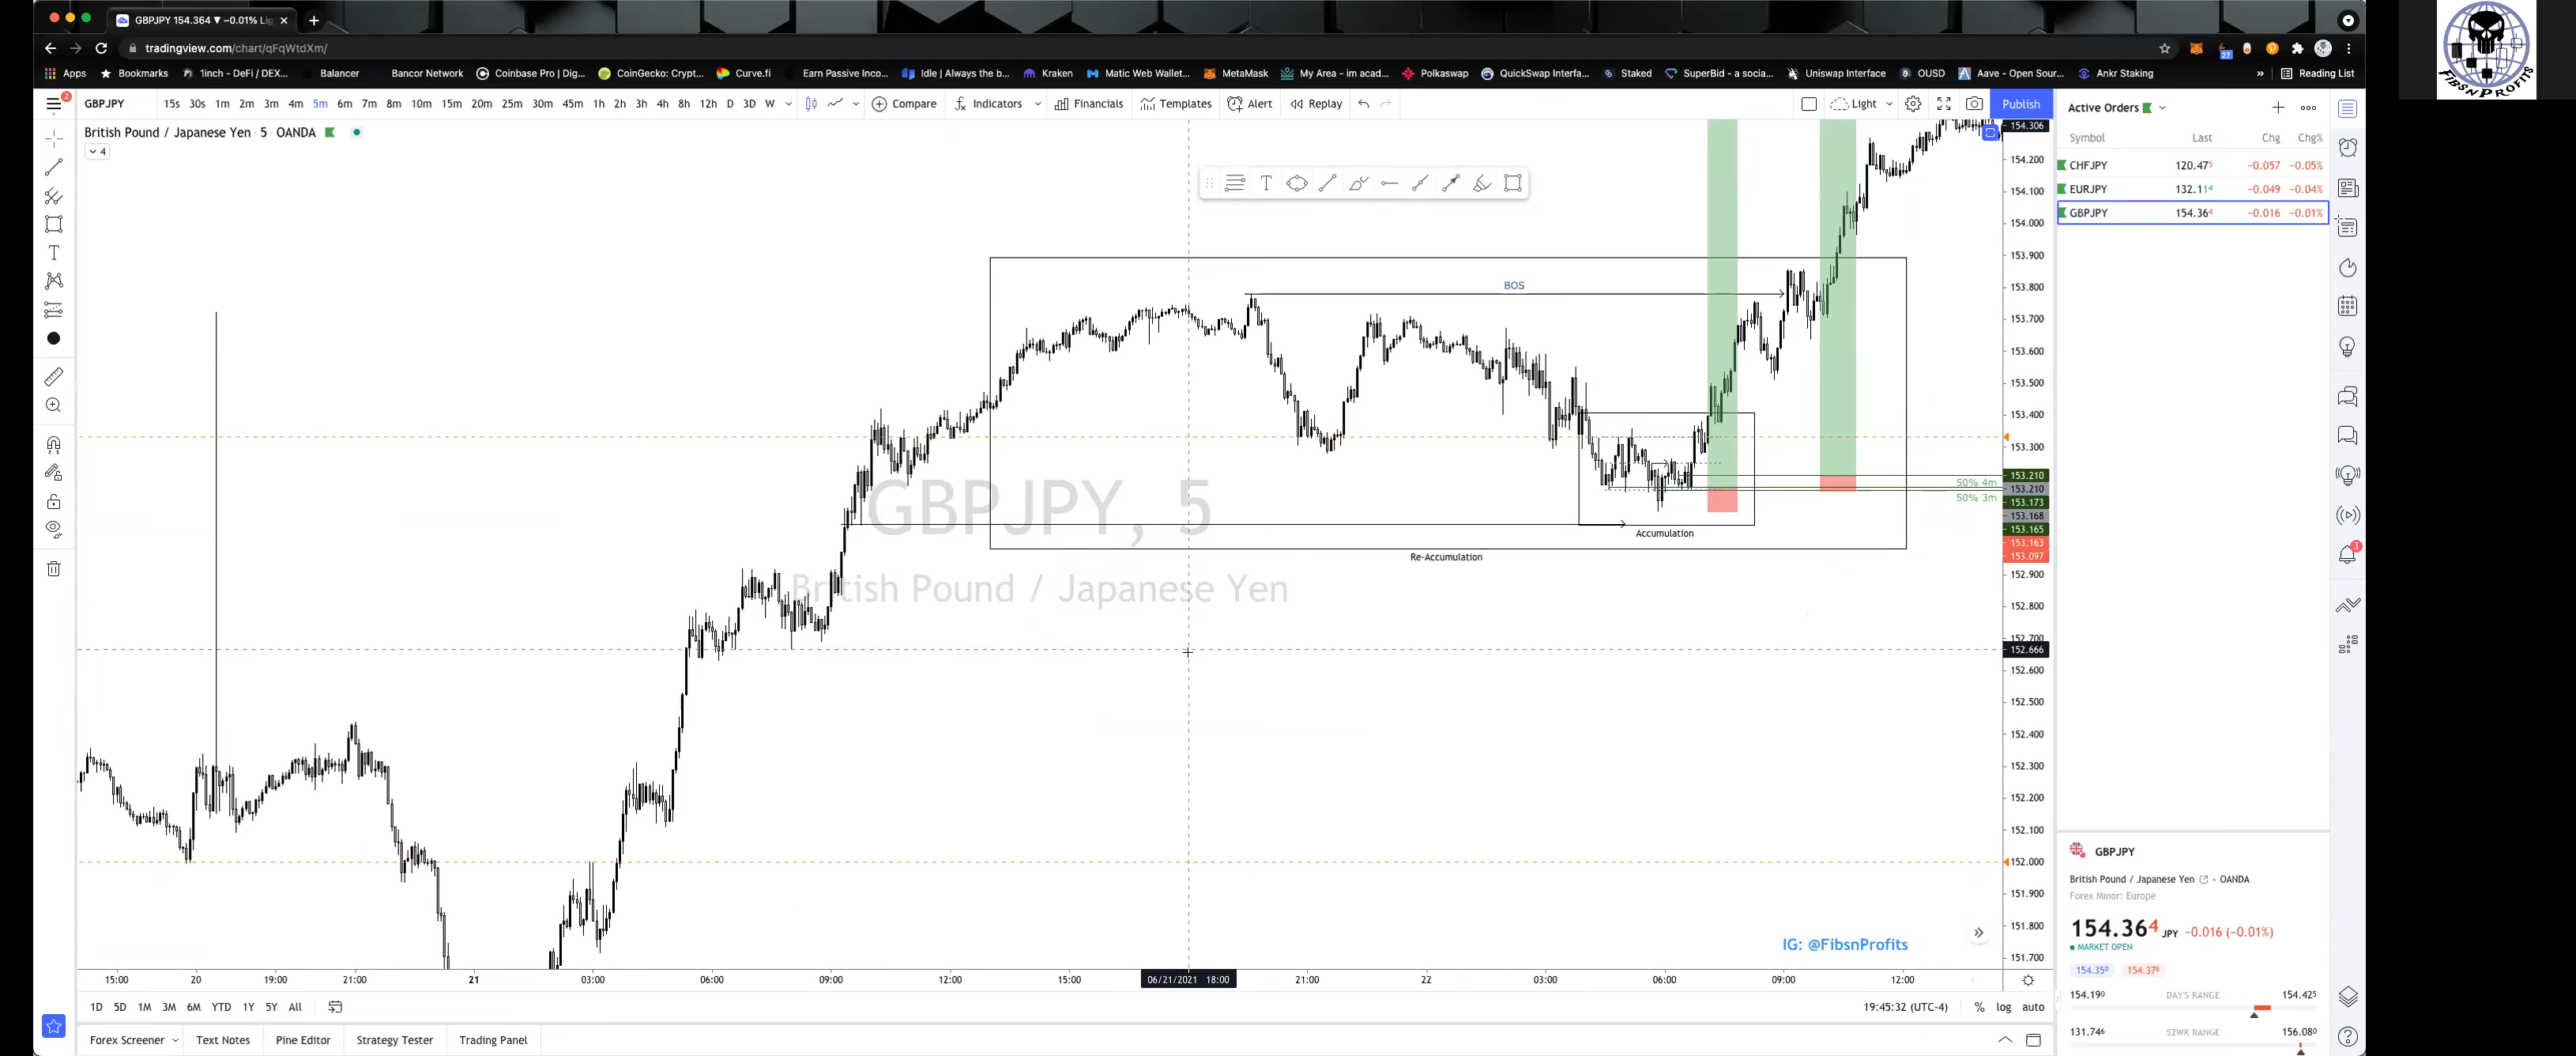 GBPJPY 154.364 ▼ −0.01% Li
tradingview.com/chart/qFqWtdXm/
Apps Bookmarks 1inch - DeFi / DEX... Balancer Bancor Network Coinbase Pro | Dig... CoinGecko: Crypt... Curve.fi Earn Passive Inco... Idle | Always the b... Kraken Matic Web Wallet... MetaMask My Area - im acad... Polkaswap QuickSwap Interfa... Staked SuperBid - a socia... Uniswap Interface OUSD Aave - Open Sour... Ankr Staking » Reading List
GBPJPY 15s 30s 1m 2m 3m 4m 5m 6m 7m 8m 10m 15m 20m 25m 30m 45m 1h 2h 3h 4h 8h 12h D 3D W Compare Indicators Financials Templates Alert Replay Light Publish
British Pound / Japanese Yen · 5 · OANDA
4
BOS
Accumulation
Re-Accumulation
50% 4m
50% 3m
GBPJPY, 5
British Pound / Japanese Yen
IG: @FibsnProfits
154.306
154.200
154.100
154.000
153.900
153.800
153.700
153.600
153.500
153.400
153.300
153.210
153.210
153.173
153.168
153.165
153.163
153.097
152.900
152.800
152.700
152.666
152.600
152.400
152.300
152.200
152.100
152.000
151.900
151.800
151.700
15:00 20 19:00 21:00 21 03:00 06:00 09:00 12:00 15:00 06/21/2021 18:00 21:00 22 03:00 06:00 09:00 12:00
1D 5D 1M 3M 6M YTD 1Y 5Y All 19:45:32 (UTC-4) % log auto
Forex Screener Text Notes Pine Editor Strategy Tester Trading Panel
Active Orders
Symbol Last Chg Chg%
CHFJPY 120.475 −0.057 −0.05%
EURJPY 132.114 −0.049 −0.04%
GBPJPY 154.364 −0.016 −0.01%
GBPJPY
British Pound / Japanese Yen · OANDA
Forex Minor: Europe
154.364 JPY −0.016 (−0.01%)
MARKET OPEN
154.350 154.376
154.190 DAY'S RANGE 154.425
131.746 52WK RANGE 156.080
2
27
3
FIBSNPROFITS